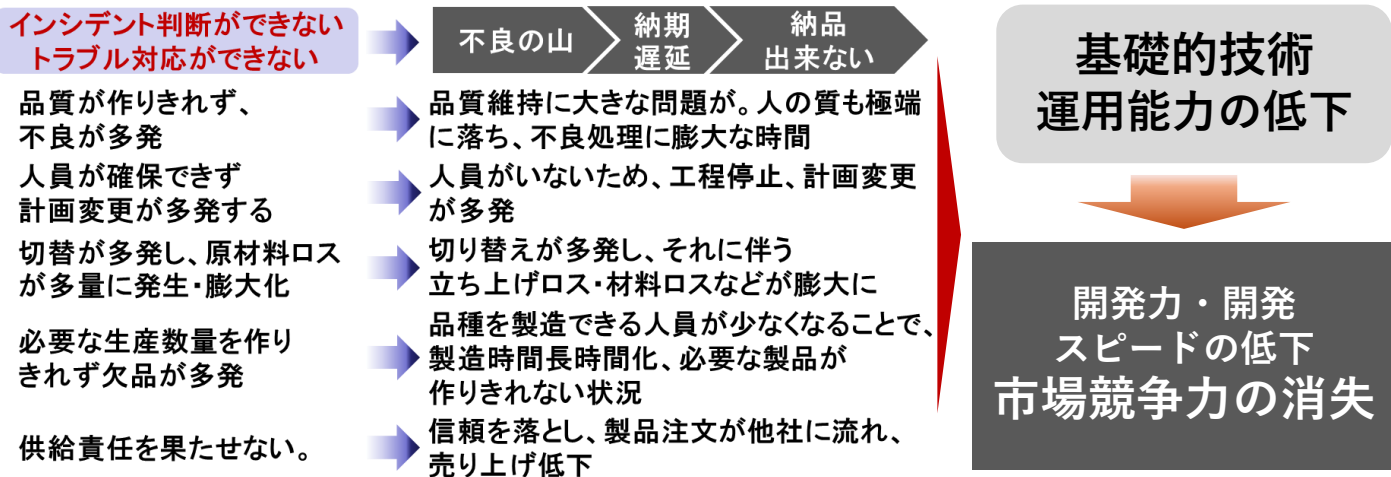 インシデント判断ができない
トラブル対応ができない
不良の山
納期
遅延
納品
出来ない
品質が作りきれず、
不良が多発
品質維持に大きな問題が。人の質も極端
に落ち、不良処理に膨大な時間
人員が確保できず
計画変更が多発する
人員がいないため、工程停止、計画変更
が多発
切替が多発し、原材料ロス
が多量に発生・膨大化
切り替えが多発し、それに伴う
立ち上げロス・材料ロスなどが膨大に
必要な生産数量を作り
きれず欠品が多発
品種を製造できる人員が少なくなることで、
製造時間長時間化、必要な製品が
作りきれない状況
供給責任を果たせない。
信頼を落とし、製品注文が他社に流れ、
売り上げ低下
基礎的技術
運用能力の低下
開発力・開発
スピードの低下
市場競争力の消失